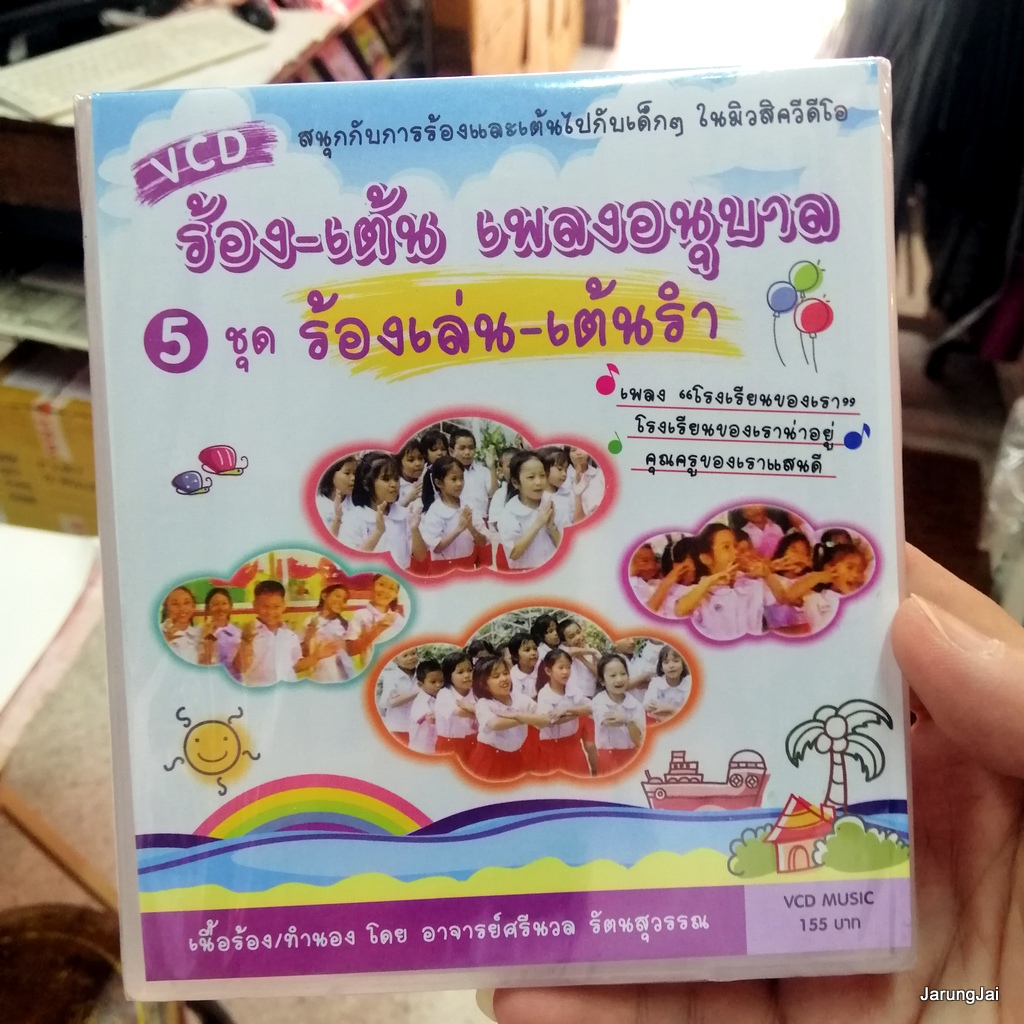 VCD
สนุกกับการร้องและเต้นไปกับเด็กๆ ในมิวสิควีดีโอ
ร้อง-เต้น เพลงอนุบาล
5 ชุด ร้องเล่น-เต้นรำ
เพลง “โรงเรียนของเรา”
โรงเรียนของเราน่าอยู่
คุณครูของเราแสนดี
เนื้อร้อง/ทำนอง โดย อาจารย์ศรีนวล รัตนสุวรรณ
VCD MUSIC
155 บาท
JarungJai